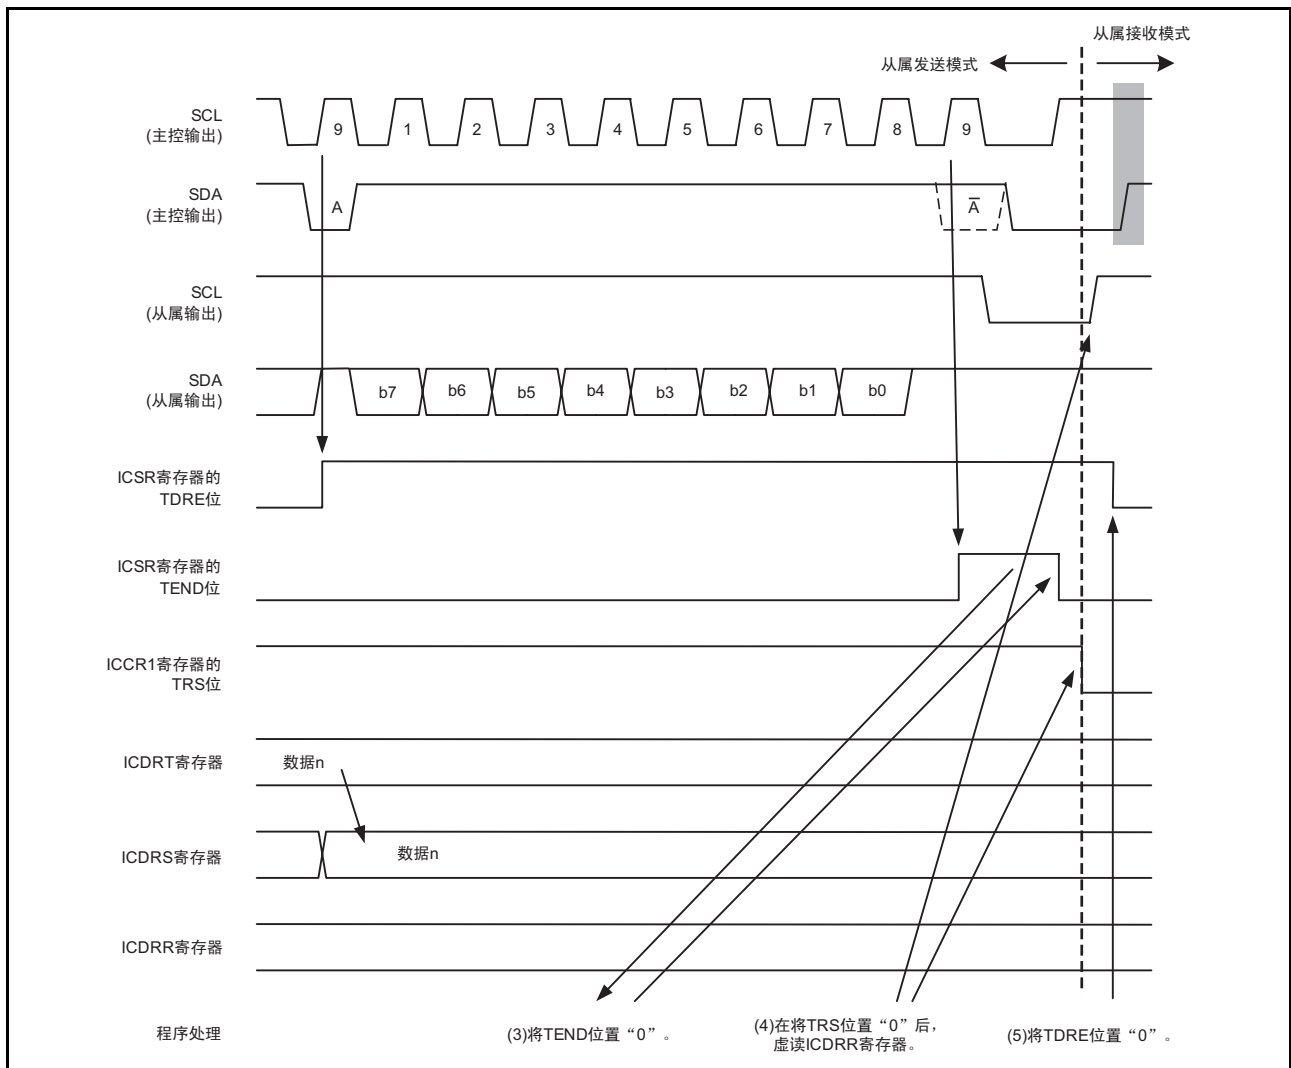 从属接收模式
从属发送模式
SCL
(主控输出)
9 1 2 3 4 5 6 7 8 9
SDA
(主控输出)
A A̅
SCL
(从属输出)
SDA
(从属输出)
b7 b6 b5 b4 b3 b2 b1 b0
ICSR寄存器的
TDRE位
ICSR寄存器的
TEND位
ICCR1寄存器的
TRS位
ICDRT寄存器
数据n
ICDRS寄存器
数据n
ICDRR寄存器
程序处理
(3)将TEND位置“0”。
(4)在将TRS位置“0”后，
虚读ICDRR寄存器。
(5)将TDRE位置“0”。